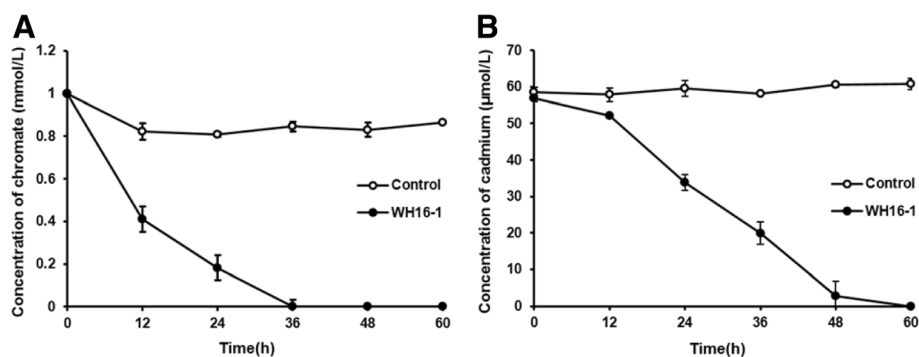 A
Concentration of chromate (mmol/L)
1.2
1
0.8
0.6
0.4
0.2
0
0 12 24 36 48 60
Time(h)
Control
WH16-1
B
Concentration of cadmium (μmol/L)
70
60
50
40
30
20
10
0
0 12 24 36 48 60
Time(h)
Control
WH16-1